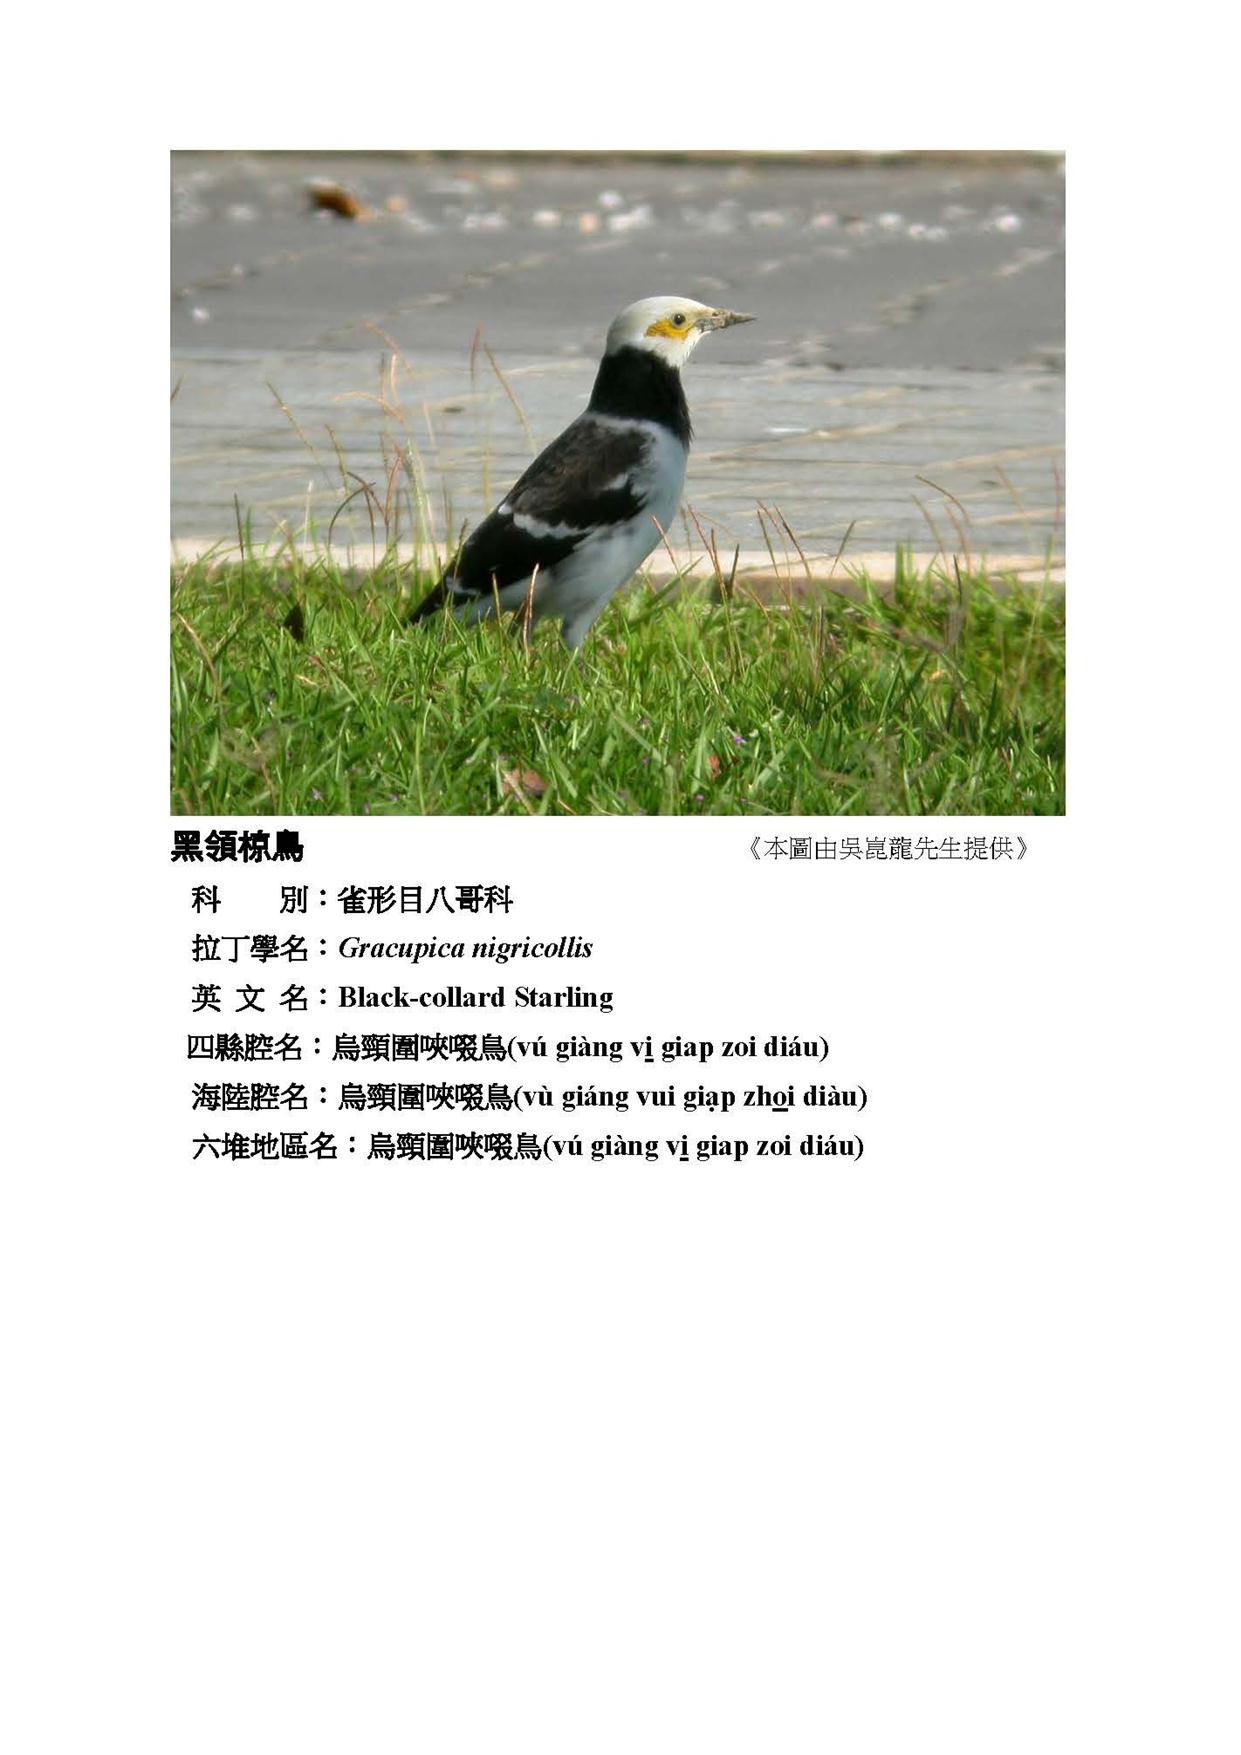 黑領椋鳥 《本圖由吳崑龍先生提供》
科　　別：雀形目八哥科
拉丁學名：Gracupica nigricollis
英 文 名：Black-collard Starling
四縣腔名：烏頸圍唊啜鳥(vú giàng vi̲ giap zoi diáu)
海陸腔名：烏頸圍唊啜鳥(vù giáng vui giạp zho̲i diàu)
六堆地區名：烏頸圍唊啜鳥(vú giàng vi̲ giap zoi diáu)